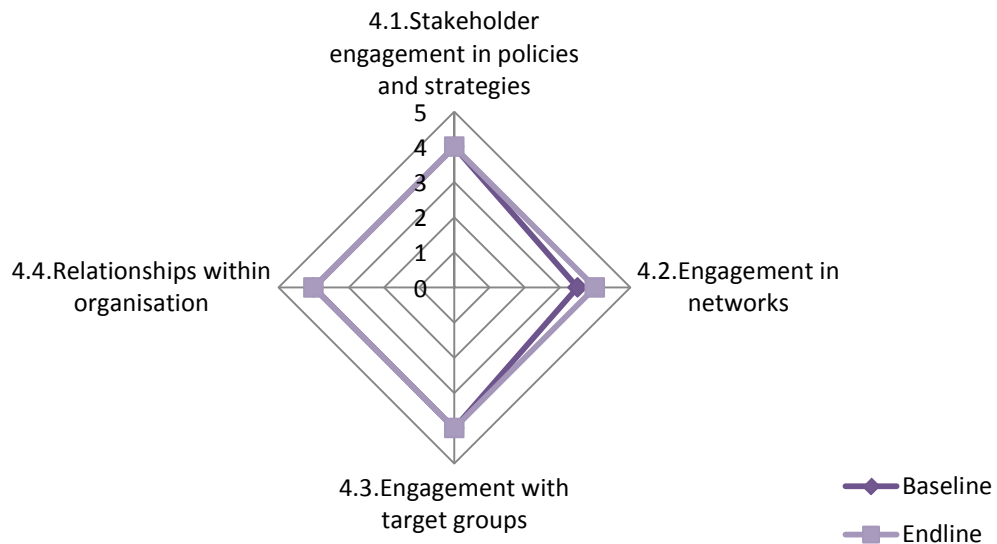 4.1.Stakeholder
engagement in policies
and strategies
5
4
3
2
1
0
4.4.Relationships within
organisation
4.2.Engagement in
networks
4.3.Engagement with
target groups
Baseline
Endline